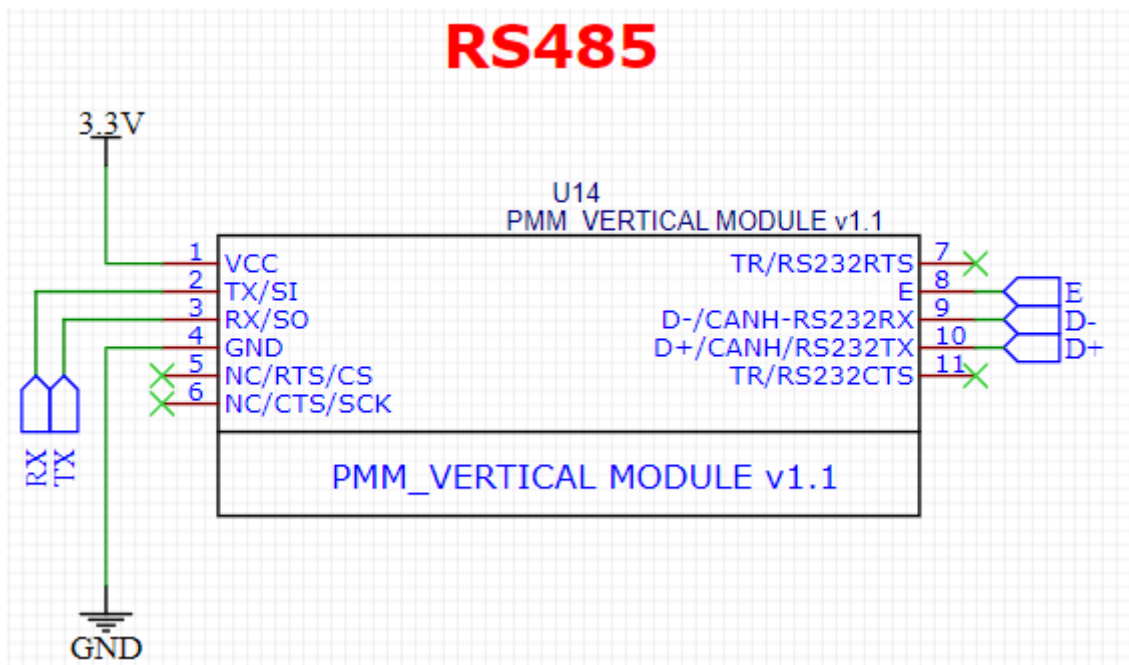 RS485
3.3V
U14
PMM_VERTICAL MODULE v1.1
1 VCC
2 TX/SI
3 RX/SO
4 GND
5 NC/RTS/CS
6 NC/CTS/SCK
TR/RS232RTS 7
E 8 E
D-/CANH-RS232RX 9 D-
D+/CANH/RS232TX 10 D+
TR/RS232CTS 11
RX
TX
PMM_VERTICAL MODULE v1.1
GND